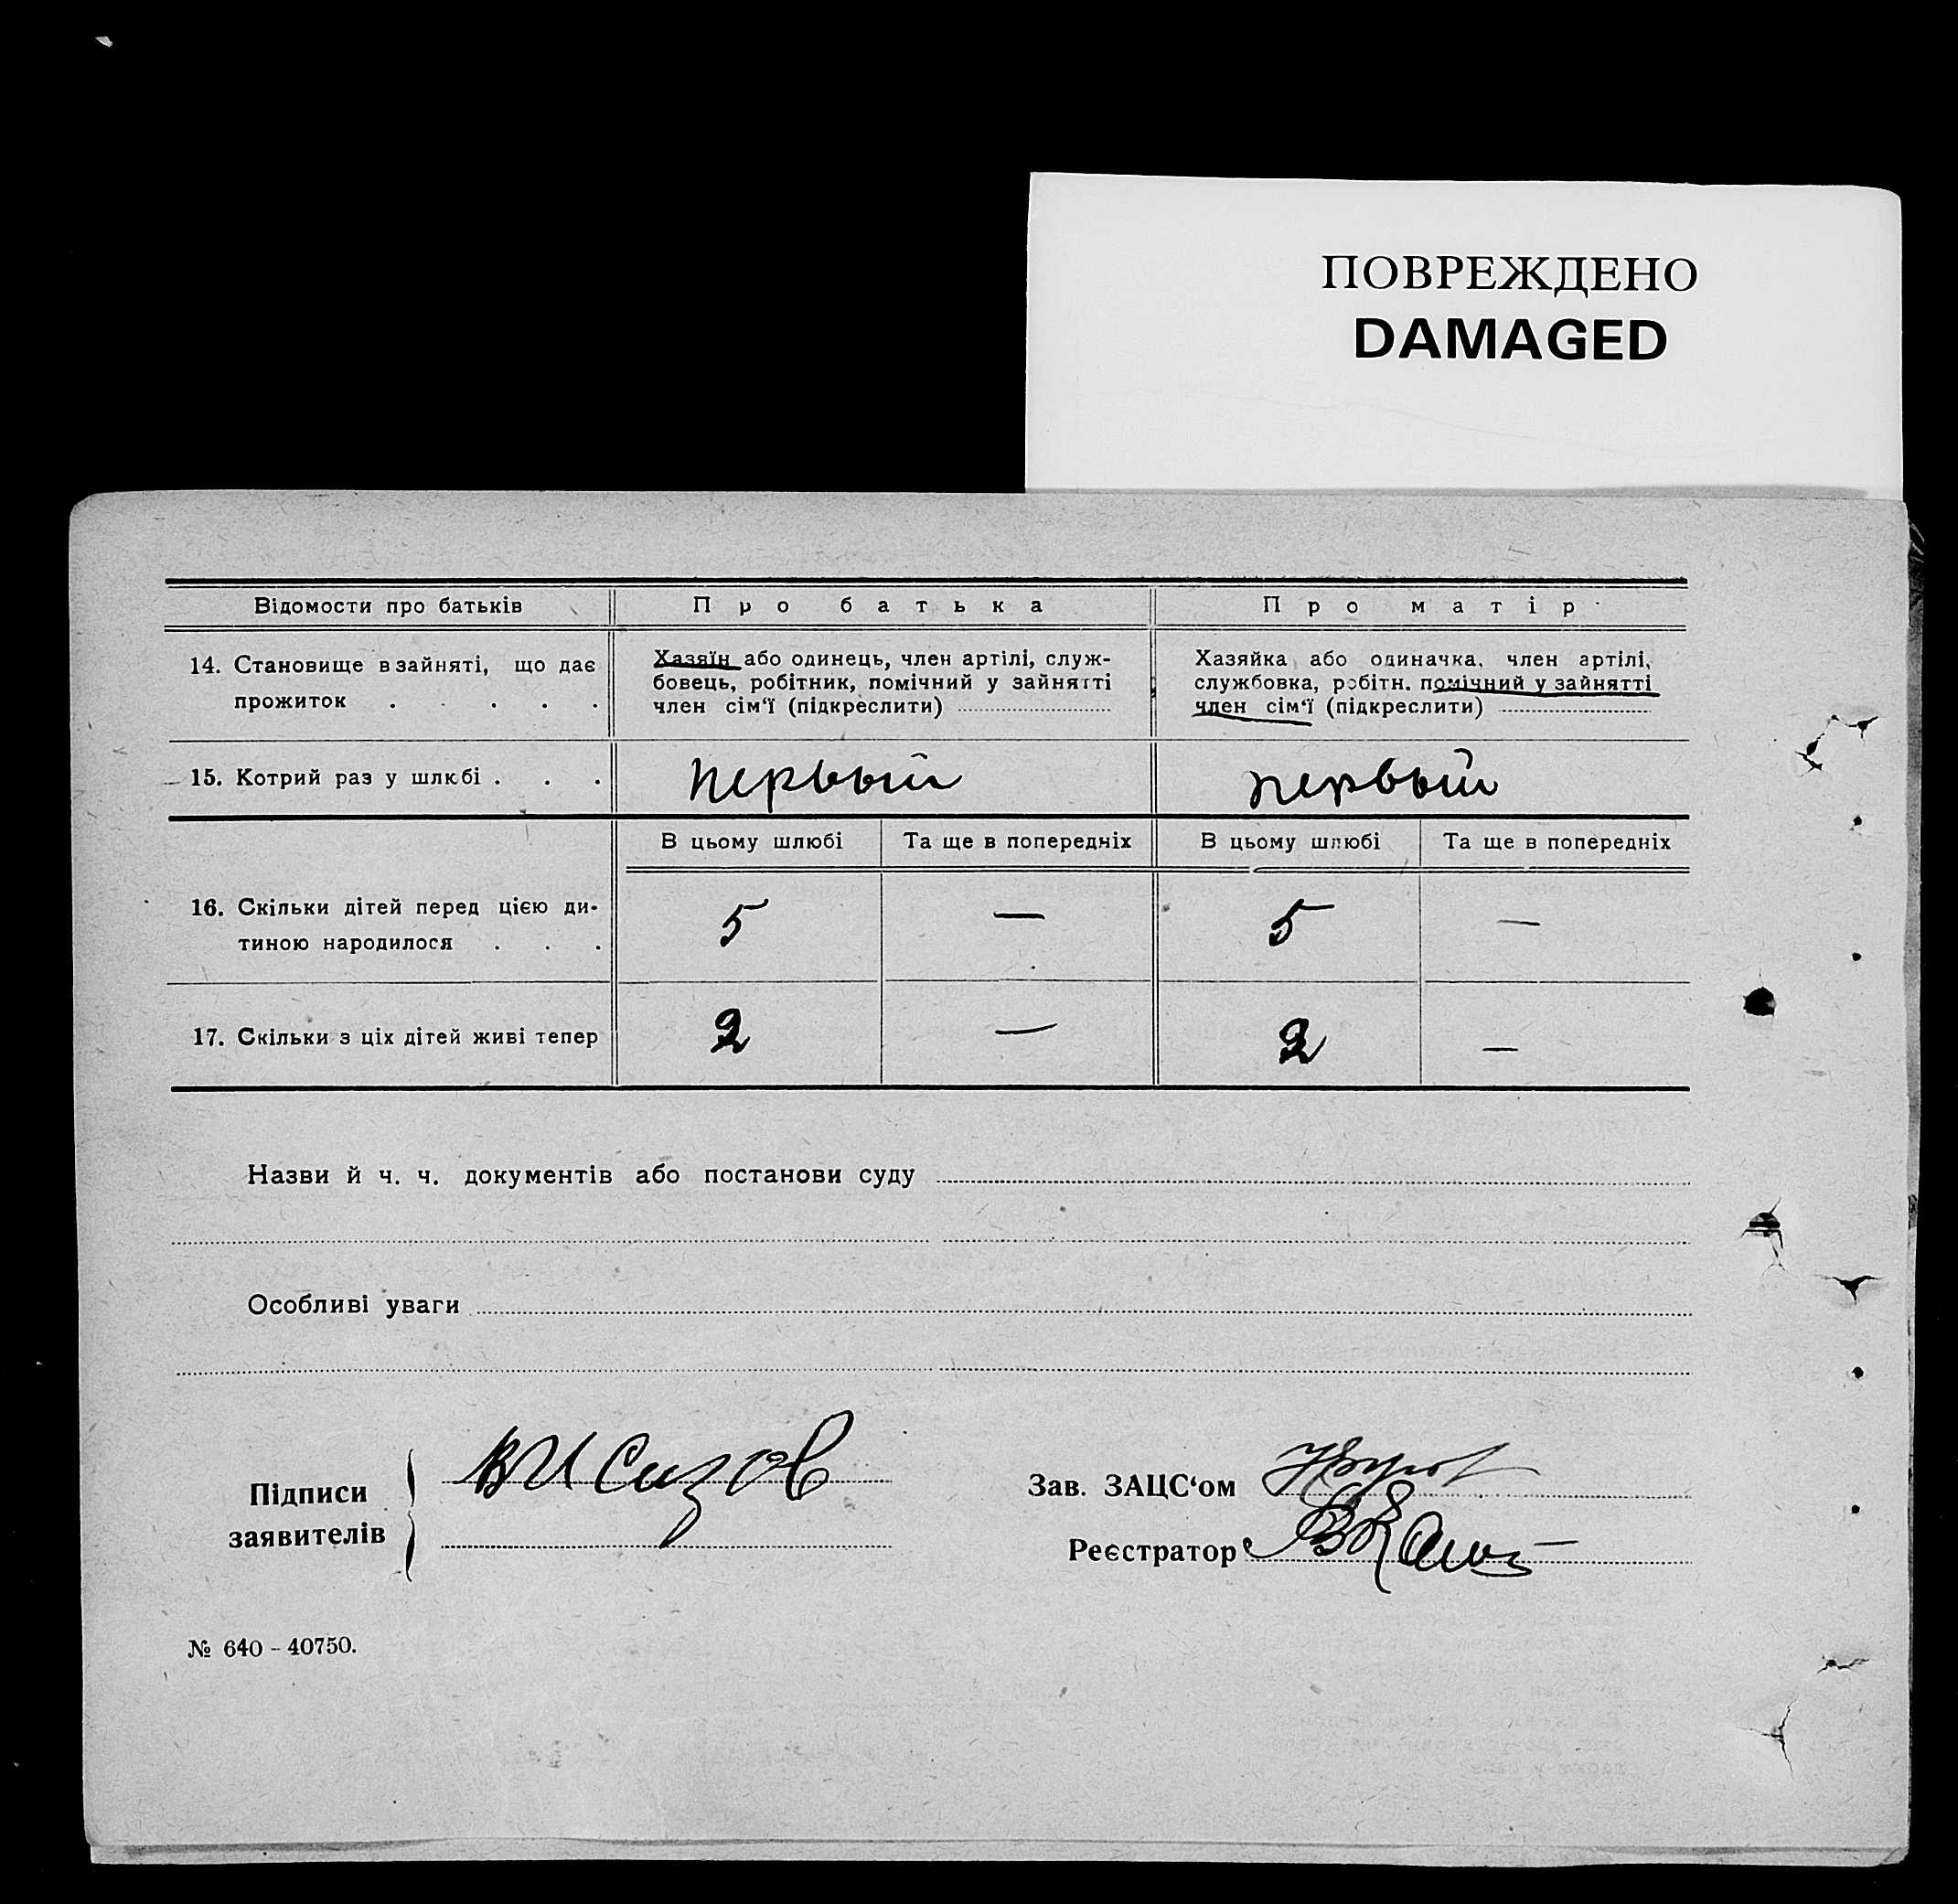 ПОВРЕЖДЕНО
DAMAGED
Відомости про батьків Про батька Про матір
14. Становище в зайняті, що дає прожиток . . . .
Хазяїн або одинець, член артілі, служ-
бовець, робітник, помічний у зайнятті
член сім‘ї (підкреслити)
Хазяйка або одиначка, член артілі,
службовка, робітн. помічний у зайнятті
член сім‘ї (підкреслити)
15. Котрий раз у шлюбі . . . первый первый
В цьому шлюбі Та ще в попередніх В цьому шлюбі Та ще в попередніх
16. Скільки дітей перед цією ди-
тиною народилося . . . 5 — 5 —
17. Скільки з ціх дітей живі тепер 2 — 2 —
Назви й ч. ч. документів або постанови суду
Особливі уваги
Підписи
заявителів
ВИ Сизов
Зав. ЗАЦС‘ом
Реєстратор
№ 640 - 40750.